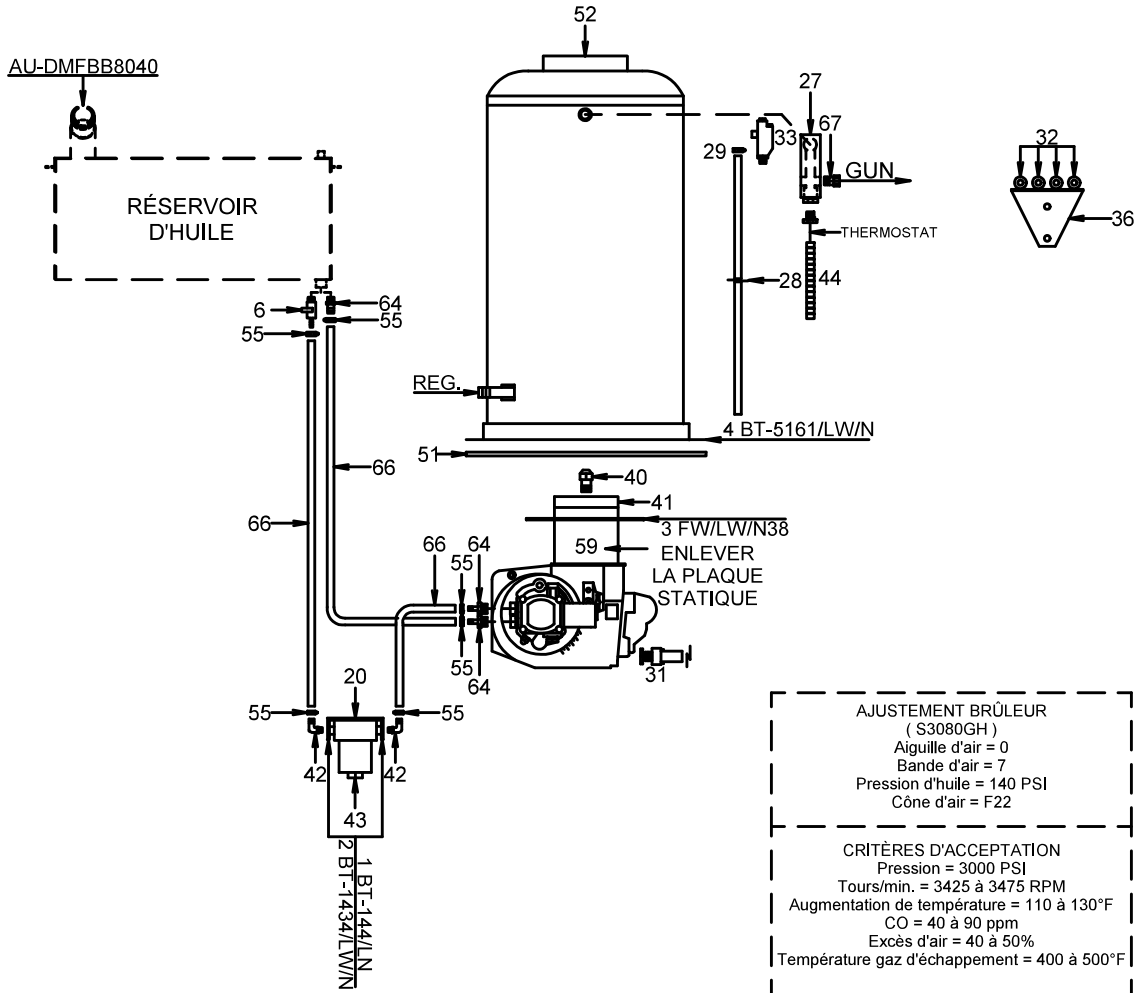 52
AU-DMFBB8040
27
67
33
29
GUN
32
36
RÉSERVOIR
D'HUILE
THERMOSTAT
28
44
6
64
55
55
REG.
4 BT-5161/LW/N
51
66
40
41
66
3 FW/LW/N38
59
ENLEVER
LA PLAQUE
STATIQUE
66
55
64
55
64
31
20
55
55
42
42
43
1 BT-144/LN
2 BT-1434/LW/N
AJUSTEMENT BRÛLEUR
( S3080GH )
Aiguille d'air = 0
Bande d'air = 7
Pression d'huile = 140 PSI
Cône d'air = F22
CRITÈRES D'ACCEPTATION
Pression = 3000 PSI
Tours/min. = 3425 à 3475 RPM
Augmentation de température = 110 à 130°F
CO = 40 à 90 ppm
Excès d'air = 40 à 50%
Température gaz d'échappement = 400 à 500°F